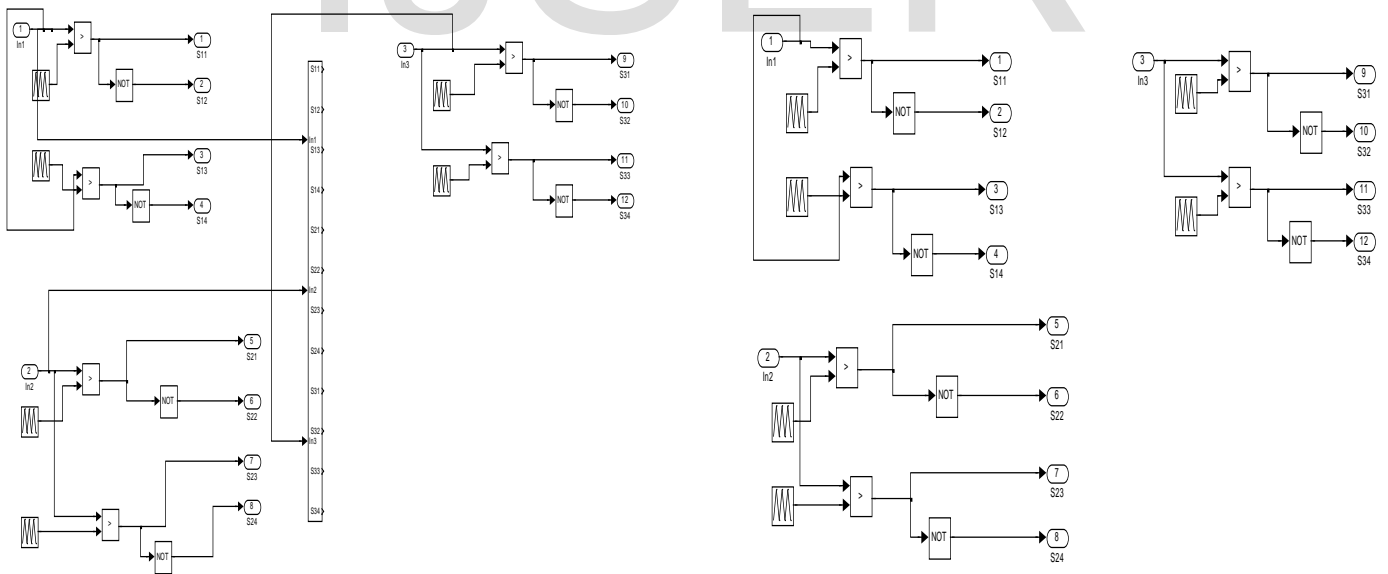 IJSER
1
In1
>
1
S11
NOT
2
S12
>
3
S13
NOT
4
S14
2
In2
>
5
S21
NOT
6
S22
>
7
S23
NOT
8
S24
S11
S12
In1
S13
S14
S21
S22
In2
S23
S24
S31
S32
In3
S33
S34
3
In3
>
9
S31
NOT
10
S32
>
11
S33
NOT
12
S34
1
In1
>
1
S11
NOT
2
S12
>
3
S13
NOT
4
S14
2
In2
>
5
S21
NOT
6
S22
>
7
S23
NOT
8
S24
3
In3
>
9
S31
NOT
10
S32
>
11
S33
NOT
12
S34